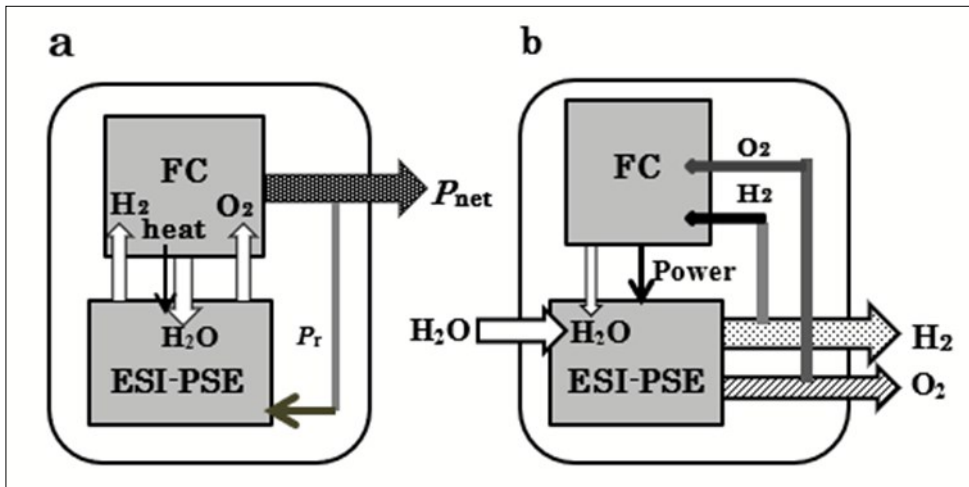 a
FC
H₂ O₂
heat
P_net
P_r
H₂O
ESI-PSE
b
FC
O₂
H₂
Power
H₂O
H₂O
ESI-PSE
H₂
O₂